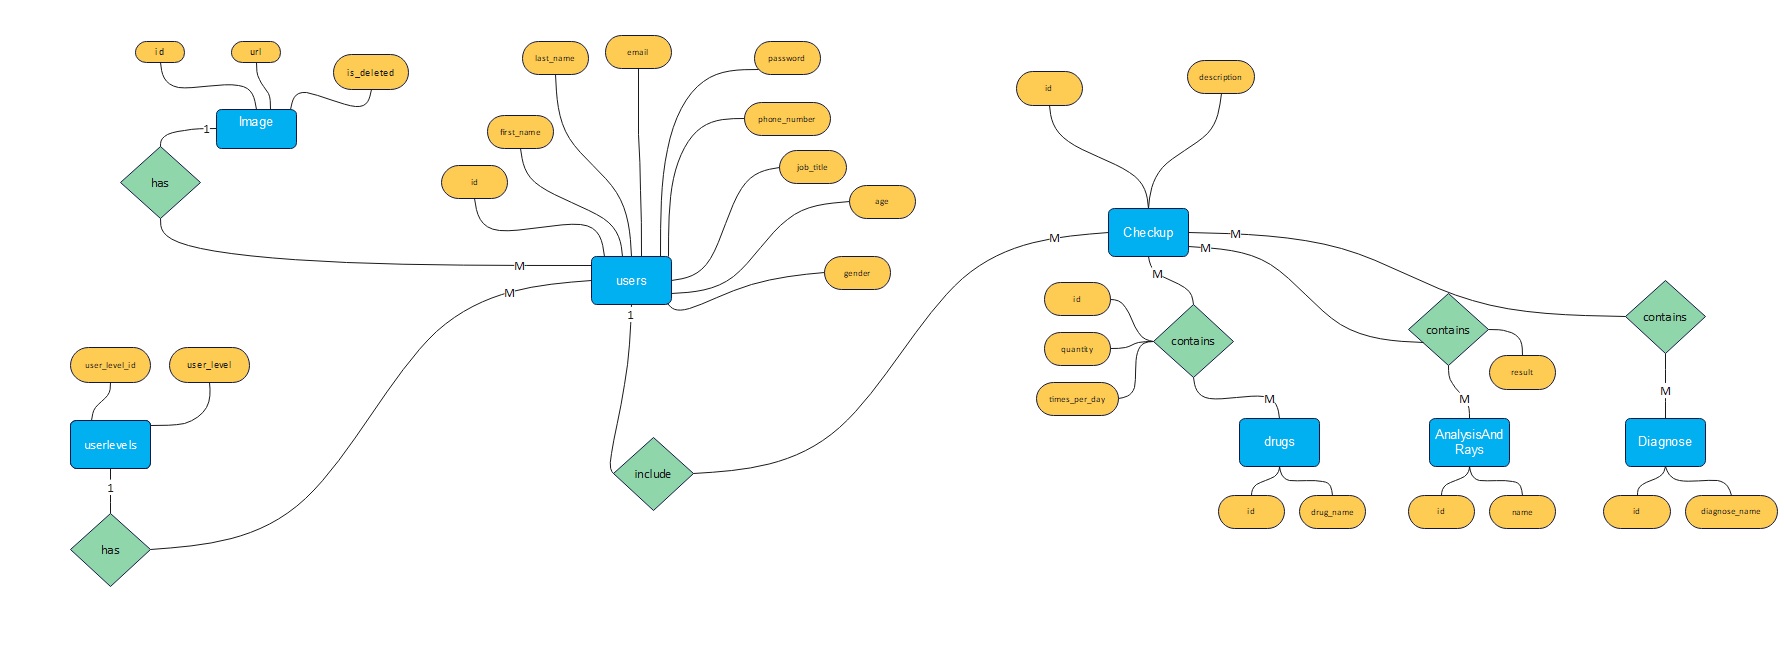 id
url
is_deleted
Image
1
has
last_name
email
password
phone_number
first_name
job_title
id
age
gender
M
users
M
1
user_level_id
user_level
userlevels
1
has
include
id
description
M
Checkup
M
M
M
id
quantity
times_per_day
contains
M
drugs
id
drug_name
contains
result
M
AnalysisAnd
Rays
id
name
contains
M
Diagnose
id
diagnose_name